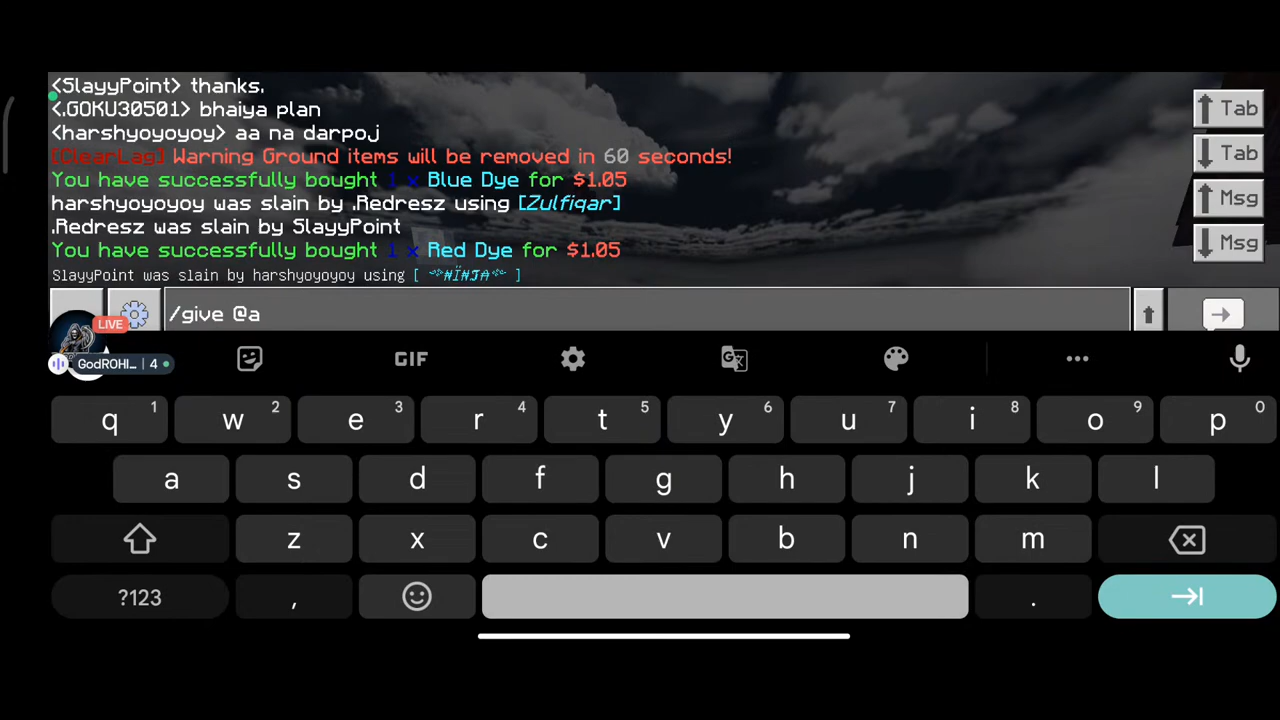 <SlayyPoint> thanks.
<.GOKU30501> bhaiya plan
<harshyoyoyoy> aa na darpoj
[ClearLag] Warning Ground items will be removed in 60 seconds!
You have successfully bought 1 x Blue Dye for $1.05
harshyoyoyoy was slain by .Redresz using [Zulfiqar]
.Redresz was slain by SlayyPoint
You have successfully bought 1 x Red Dye for $1.05
SlayyPoint was slain by harshyoyoyoy using [ ]
/give @a
Tab
Tab
Msg
Msg
LIVE
GodROHI... | 4
GIF
q 1 w 2 e 3 r 4 t 5 y 6 u 7 i 8 o 9 p 0
a s d f g h j k l
z x c v b n m
?123 , .